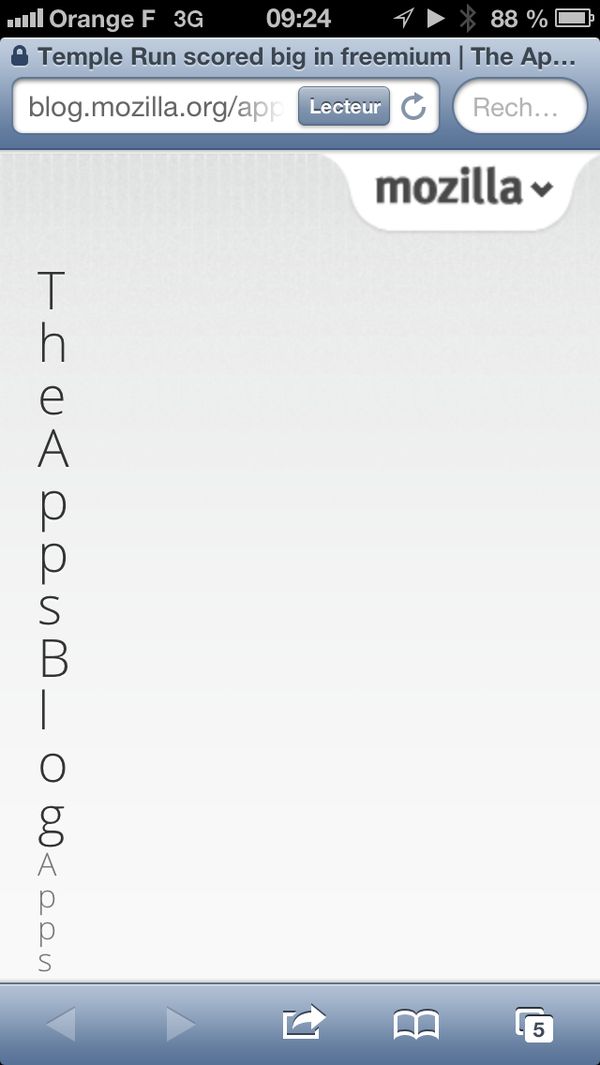 Orange F 3G 09:24 88 %
Temple Run scored big in freemium | The Ap...
blog.mozilla.org/app Lecteur Rech...
mozilla
T
h
e
A
p
p
s
B
l
o
g
A
p
p
s
5